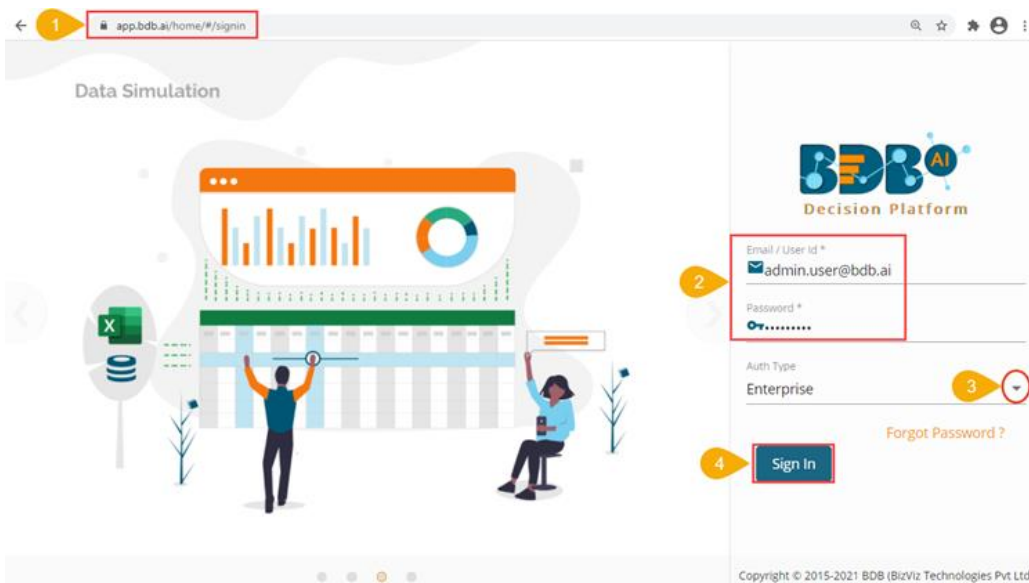 1
app.bdb.ai/home/#/signin
Data Simulation
X
BDB AI
Decision Platform
2
Email / User Id *
admin.user@bdb.ai
Password *
•••••••••
Auth Type
Enterprise
3
Forgot Password ?
4
Sign In
Copyright © 2015-2021 BDB (BizViz Technologies Pvt Ltd